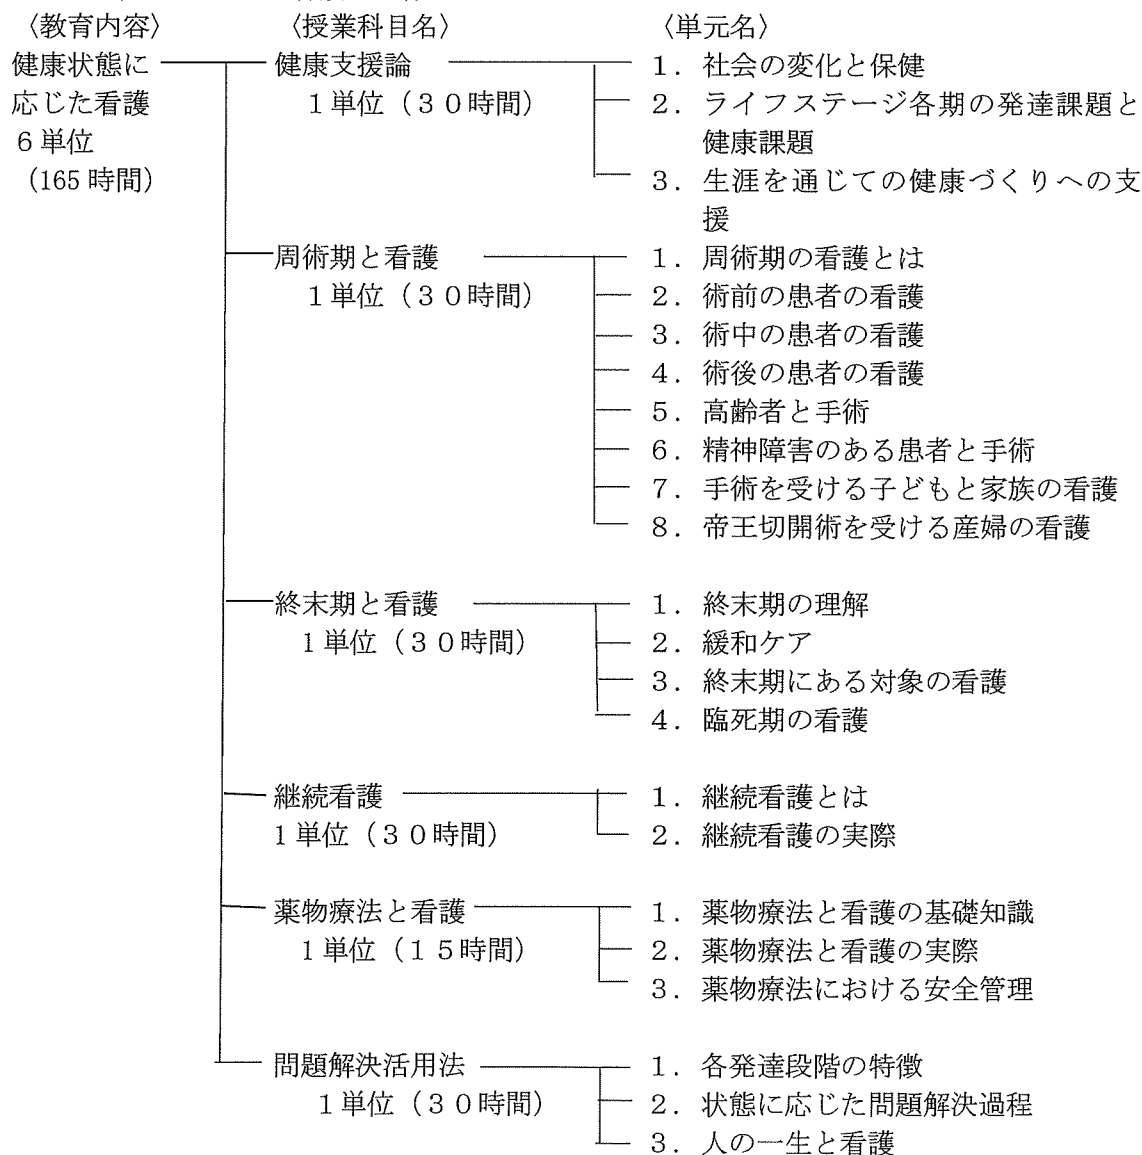 〈教育内容〉 〈授業科目名〉 〈単元名〉
健康状態に 健康支援論 1．社会の変化と保健
応じた看護 1単位（30時間） 2．ライフステージ各期の発達課題と
6単位 健康課題
（165時間） 3．生涯を通じての健康づくりへの支
援
周術期と看護 1．周術期の看護とは
1単位（30時間） 2．術前の患者の看護
3．術中の患者の看護
4．術後の患者の看護
5．高齢者と手術
6．精神障害のある患者と手術
7．手術を受ける子どもと家族の看護
8．帝王切開術を受ける産婦の看護
終末期と看護 1．終末期の理解
1単位（30時間） 2．緩和ケア
3．終末期にある対象の看護
4．臨死期の看護
継続看護 1．継続看護とは
1単位（30時間） 2．継続看護の実際
薬物療法と看護 1．薬物療法と看護の基礎知識
1単位（15時間） 2．薬物療法と看護の実際
3．薬物療法における安全管理
問題解決活用法 1．各発達段階の特徴
1単位（30時間） 2．状態に応じた問題解決過程
3．人の一生と看護